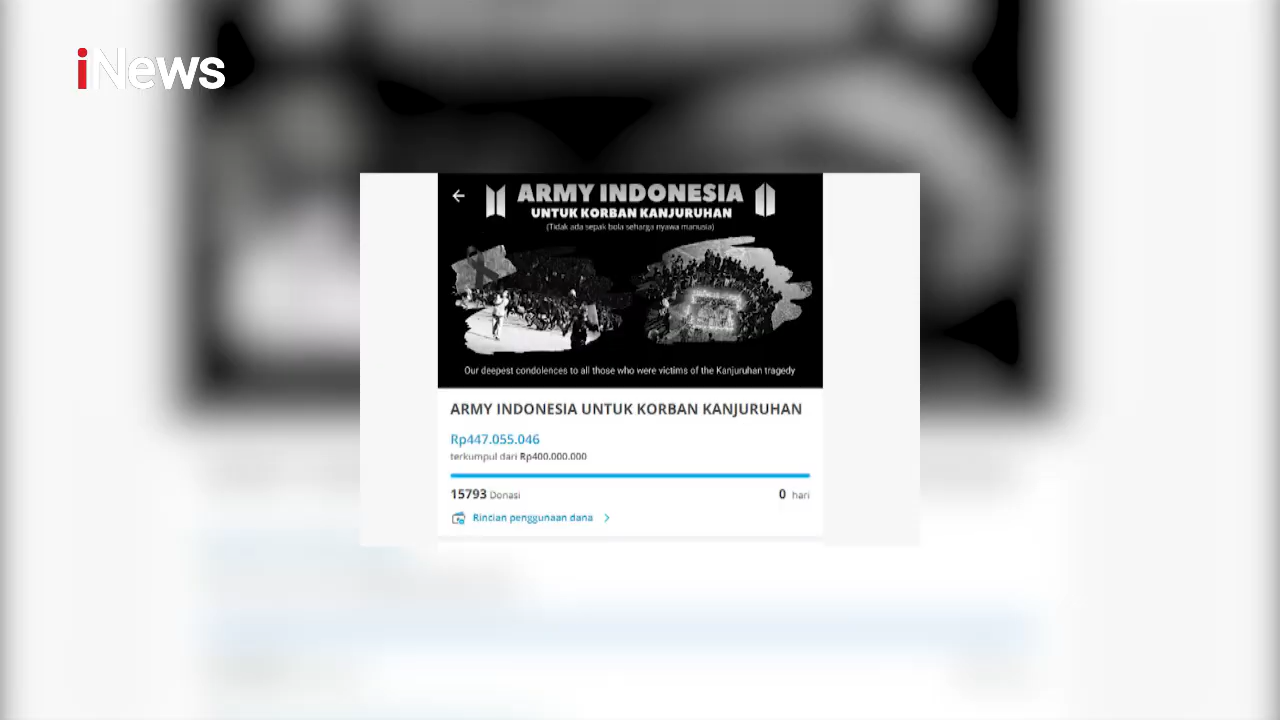 iNews
ARMY INDONESIA
UNTUK KORBAN KANJURUHAN
(Tidak ada sepak bola seharga nyawa manusia)
Our deepest condolences to all those who were victims of the Kanjuruhan tragedy
ARMY INDONESIA UNTUK KORBAN KANJURUHAN
Rp447.055.046
terkumpul dari Rp400.000.000
15793 Donasi
0 hari
Rincian penggunaan dana